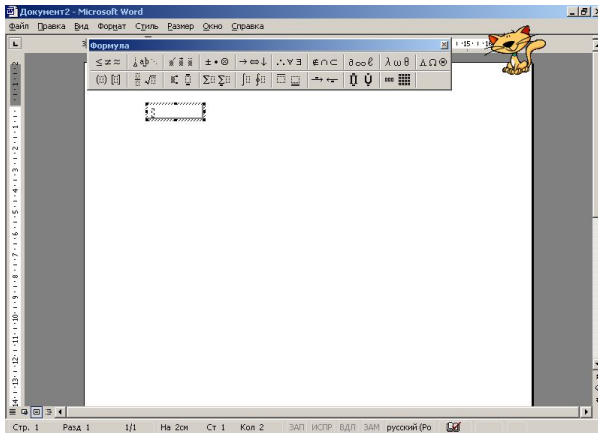 Документ2 - Microsoft Word
Файл Правка Вид Формат Стиль Размер Окно Справка
Формула
≤ ≠ ≈ ± • ⊗ → ⇔ ↓ ∴ ∀ ∃ ∉ ∩ ⊂ ∂ ∞ ℓ λ ω θ Λ Ω ⊛
Стр. 1 Разд 1 1/1 На 2см Ст 1 Кол 2 ЗАП ИСПР ВДЛ ЗАМ русский (Ро